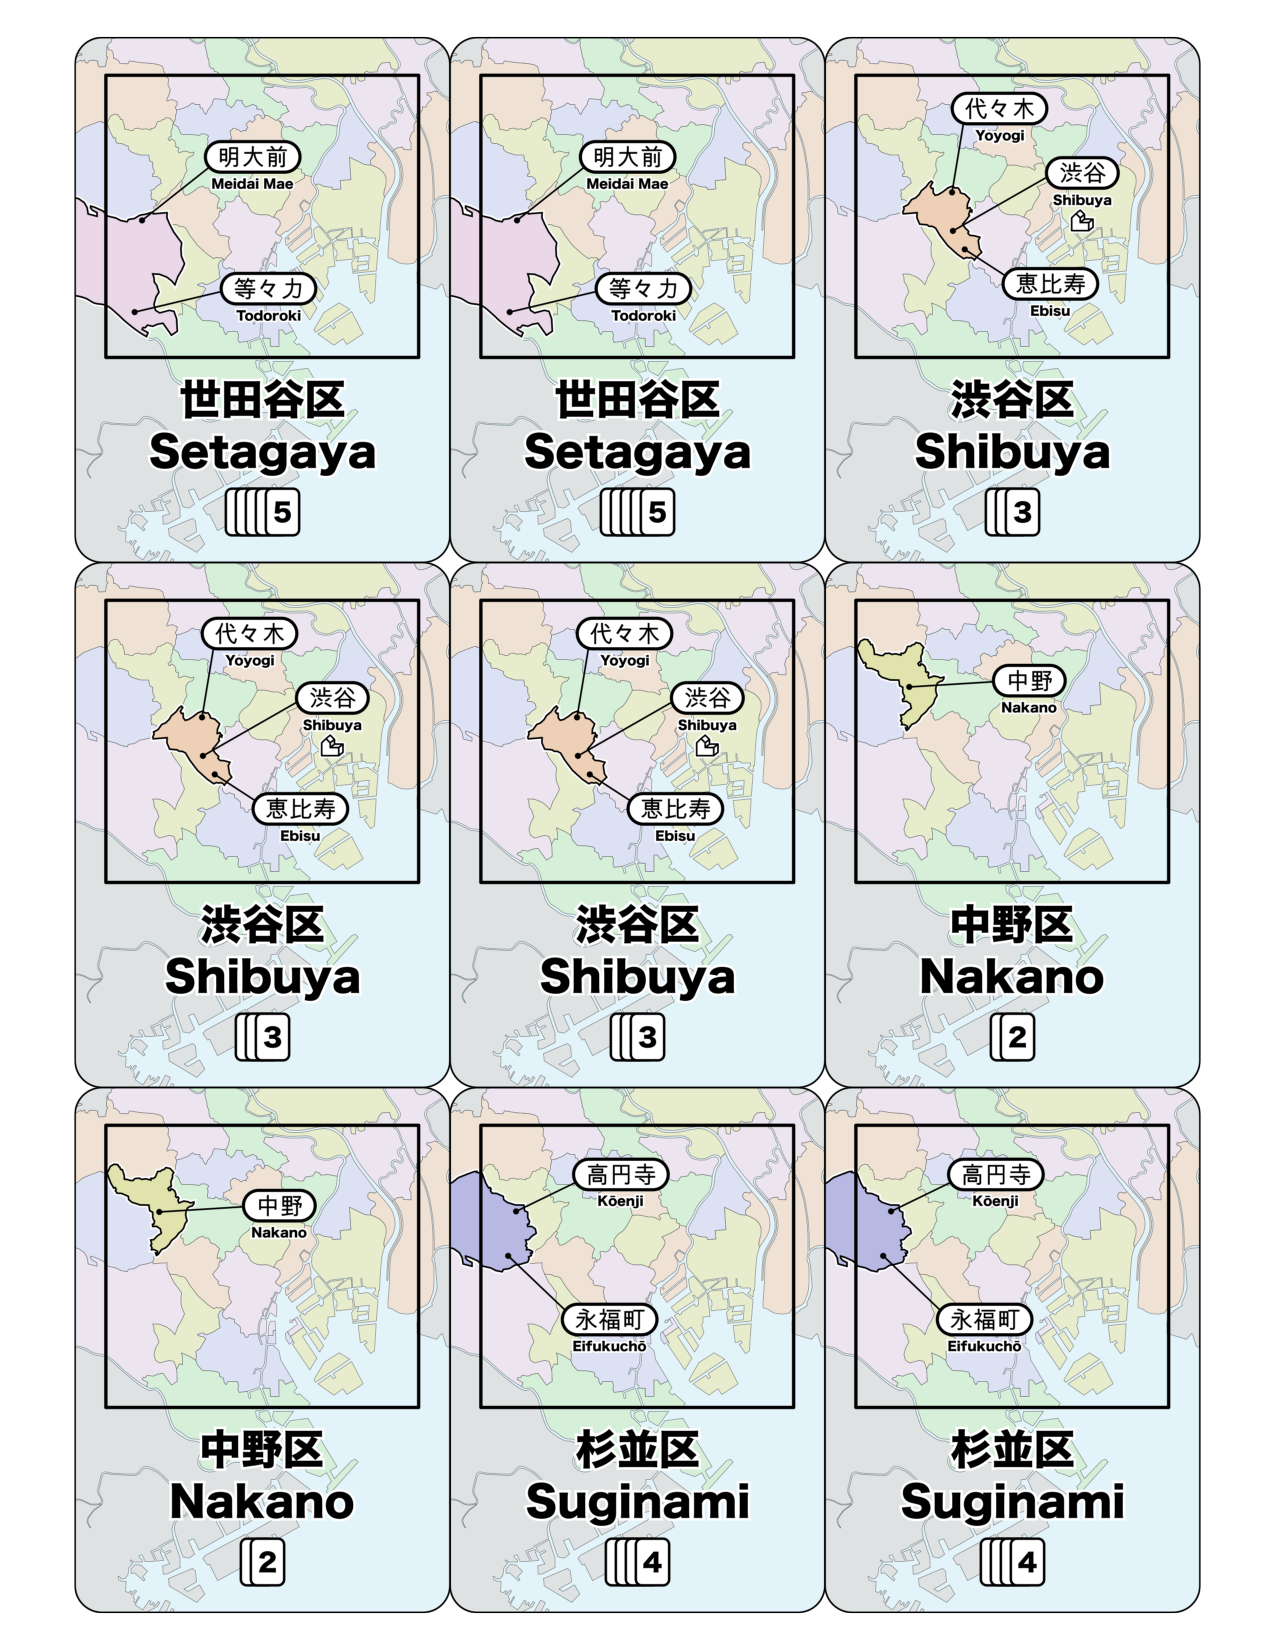 明大前
Meidai Mae
等々力
Todoroki
世田谷区
Setagaya
5
明大前
Meidai Mae
等々力
Todoroki
世田谷区
Setagaya
5
代々木
Yoyogi
渋谷
Shibuya
恵比寿
Ebisu
渋谷区
Shibuya
3
代々木
Yoyogi
渋谷
Shibuya
恵比寿
Ebisu
渋谷区
Shibuya
3
代々木
Yoyogi
渋谷
Shibuya
恵比寿
Ebisu
渋谷区
Shibuya
3
中野
Nakano
中野区
Nakano
2
中野
Nakano
中野区
Nakano
2
高円寺
Kōenji
永福町
Eifukuchō
杉並区
Suginami
4
高円寺
Kōenji
永福町
Eifukuchō
杉並区
Suginami
4